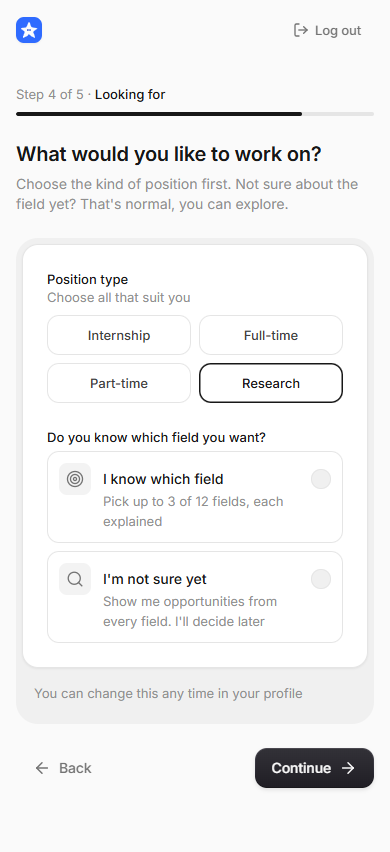 Log out
Step 4 of 5 · Looking for
What would you like to work on?
Choose the kind of position first. Not sure about the
field yet? That's normal, you can explore.
Position type
Choose all that suit you
Internship
Full-time
Part-time
Research
Do you know which field you want?
I know which field
Pick up to 3 of 12 fields, each
explained
I'm not sure yet
Show me opportunities from
every field. I'll decide later
You can change this any time in your profile
Back
Continue